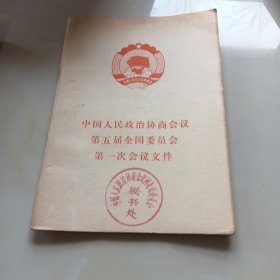 中国人民政治协商会议
第五届全国委员会
第一次会议文件
秘书处